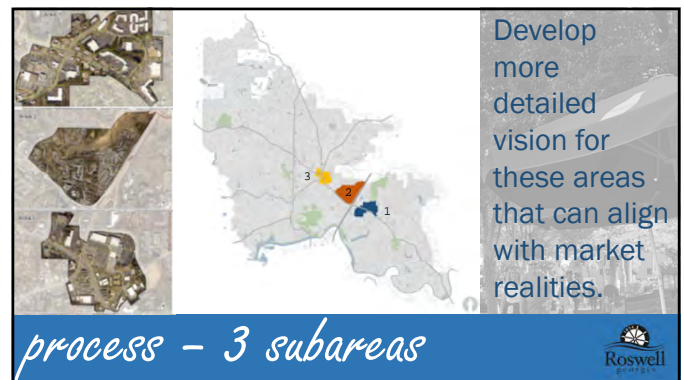 Develop
more
detailed
vision for
these areas
that can align
with market
realities.
3
2
1
process – 3 subareas
Roswell
georgia